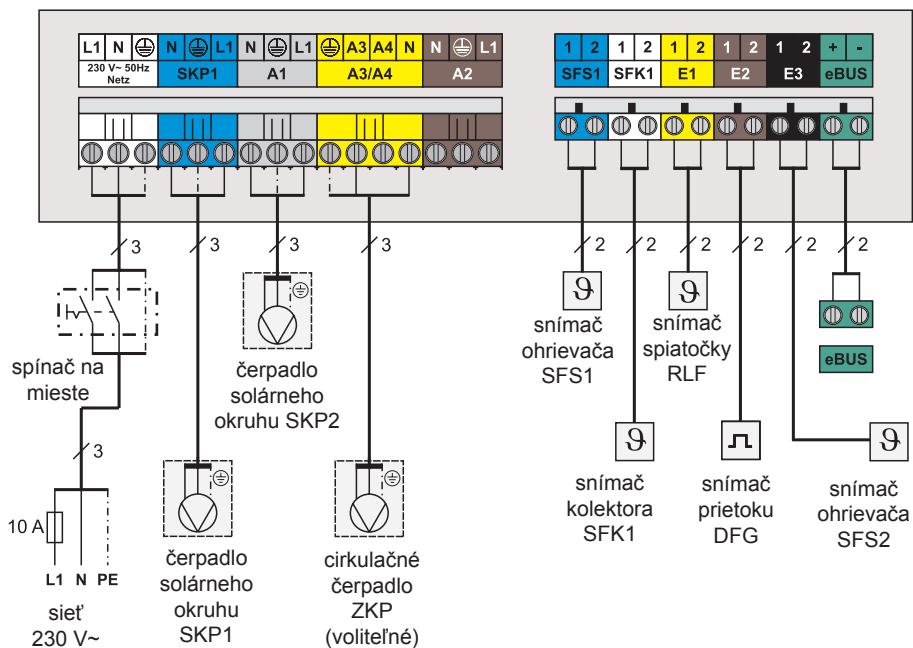 L1 N N L1 N L1 A3 A4 N N L1
230 V~ 50Hz
Netz
SKP1 A1 A3/A4 A2
1 2 1 2 1 2 1 2 1 2 + -
SFS1 SFK1 E1 E2 E3 eBUS
3 3 3 3
2 2 2 2 2 2
spínač na
mieste
čerpadlo
solárneho
okruhu SKP2
snímač
ohrievača
SFS1
snímač
spiatočky
RLF
eBUS
3
10 A
L1 N PE
sieť
230 V~
čerpadlo
solárneho
okruhu
SKP1
cirkulačné
čerpadlo
ZKP
(voliteľné)
snímač
kolektora
SFK1
snímač
prietoku
DFG
snímač
ohrievača
SFS2